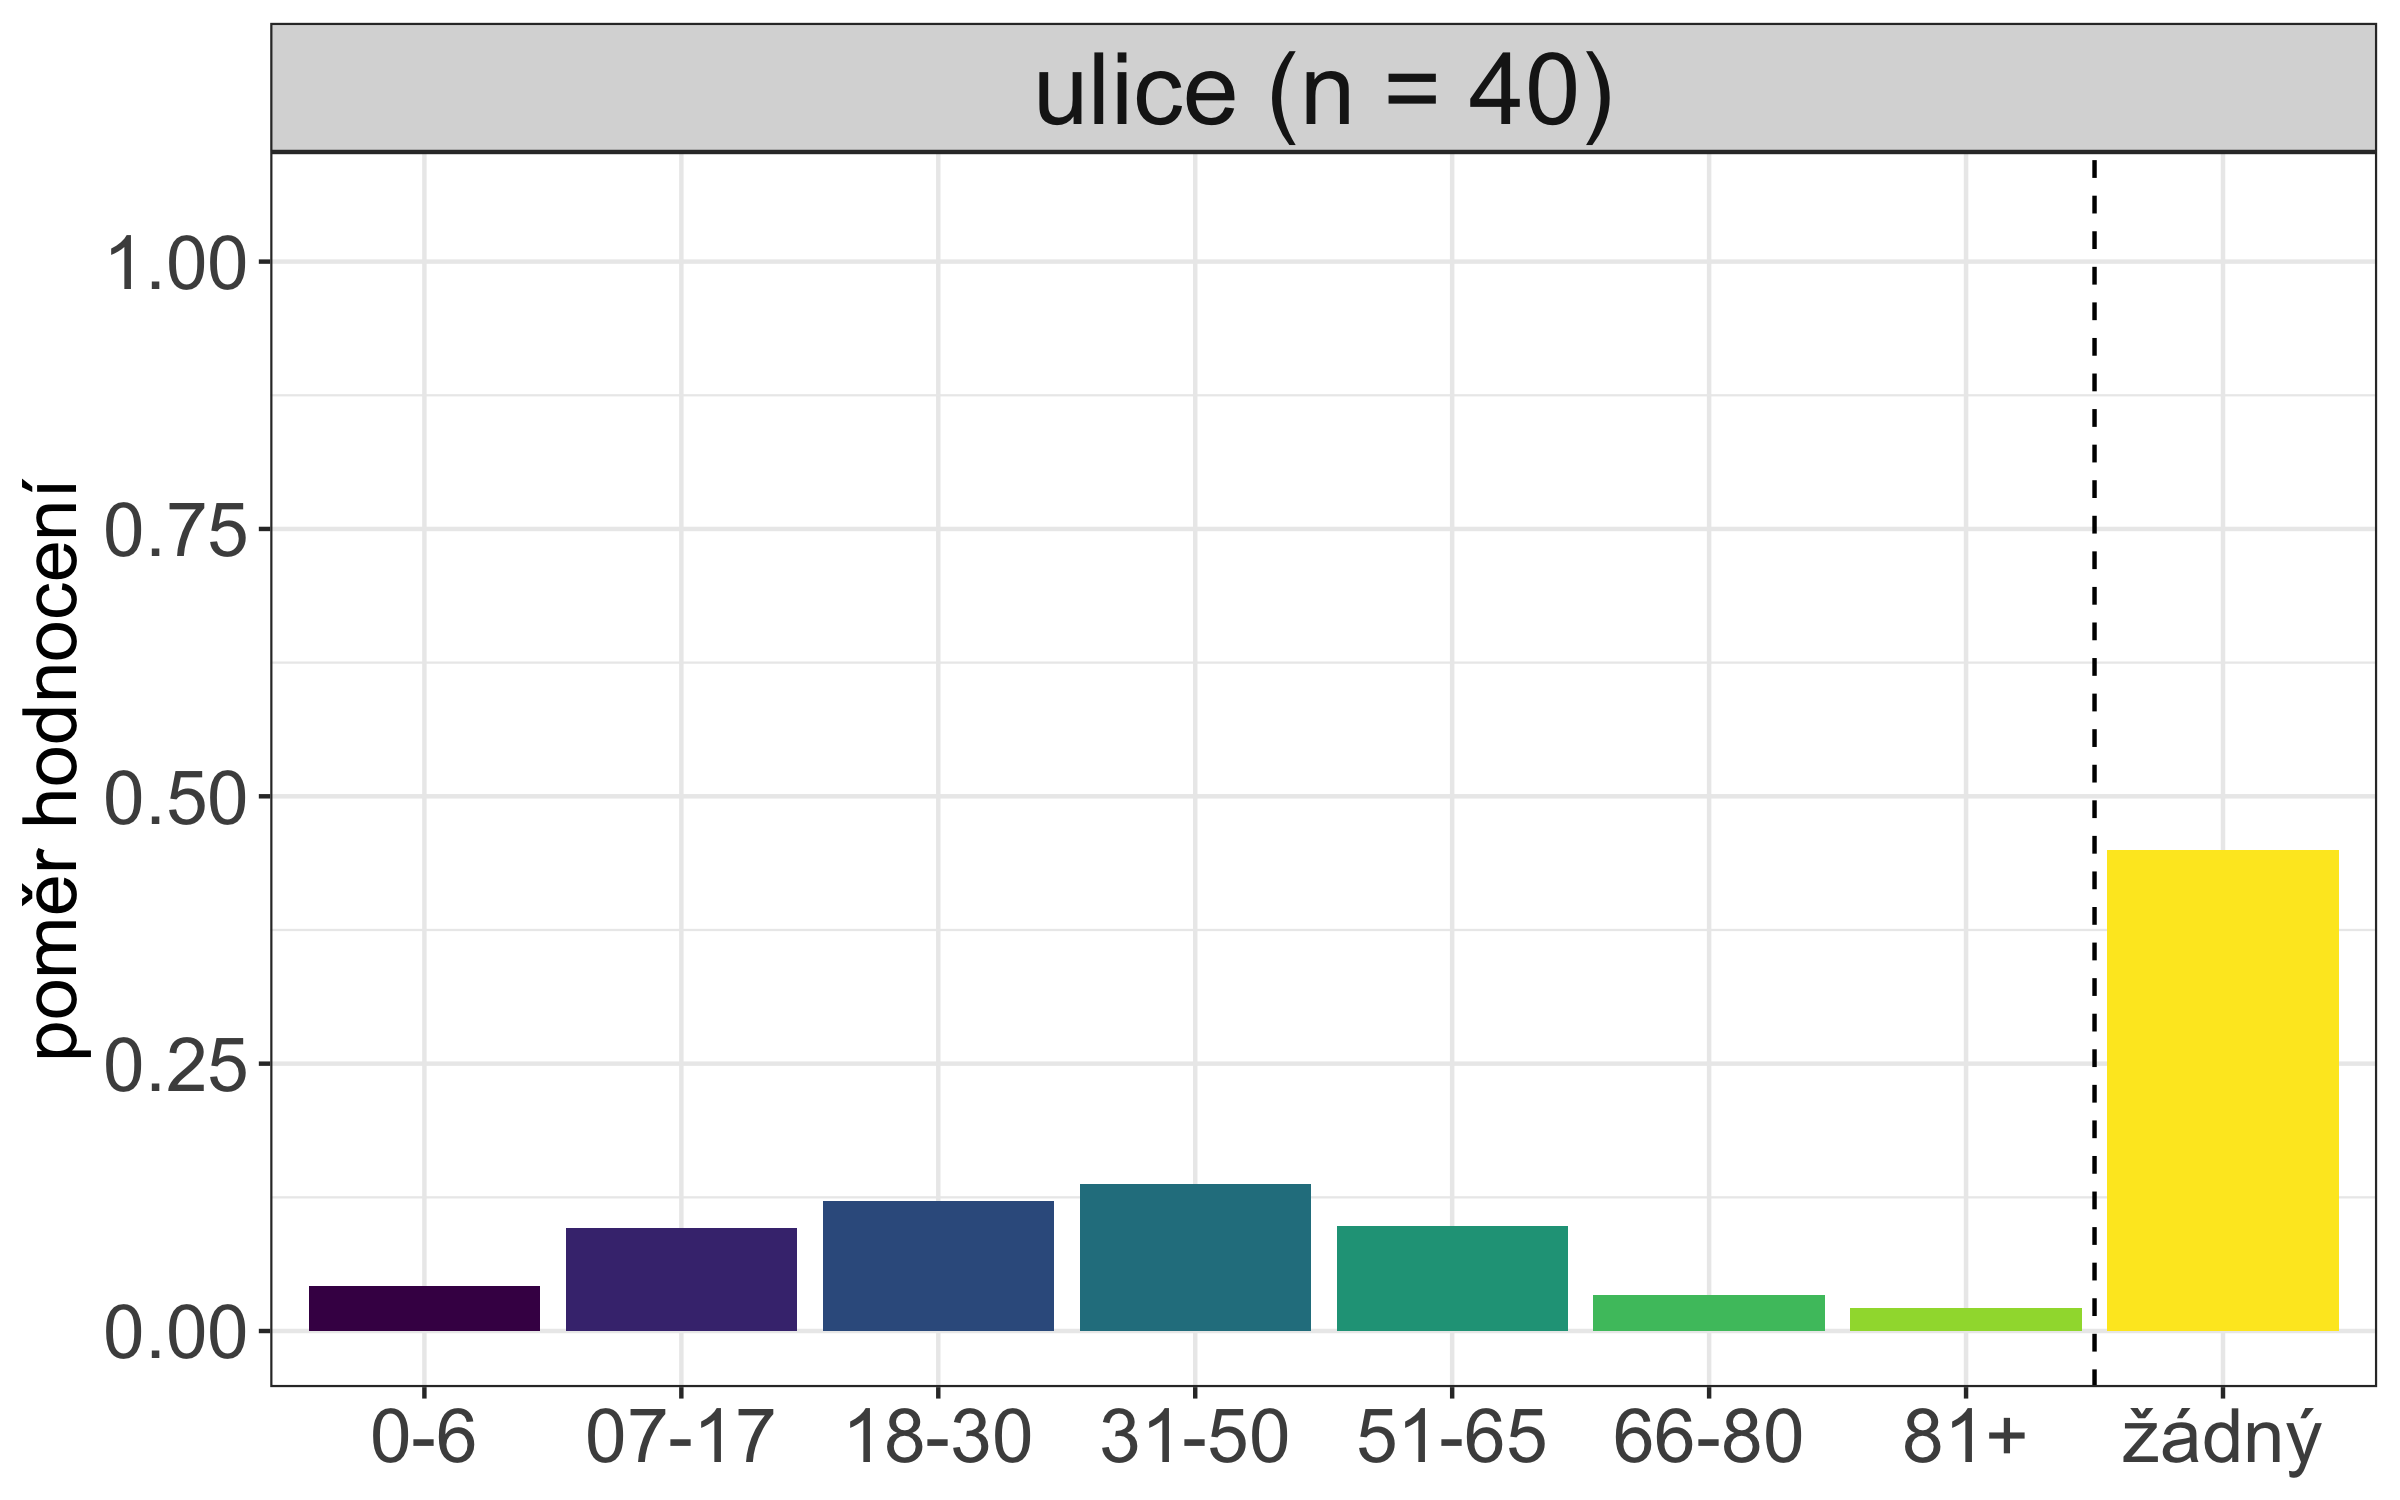 ulice (n = 40)
poměr hodnocení
1.00
0.75
0.50
0.25
0.00
0-6 07-17 18-30 31-50 51-65 66-80 81+ žádný